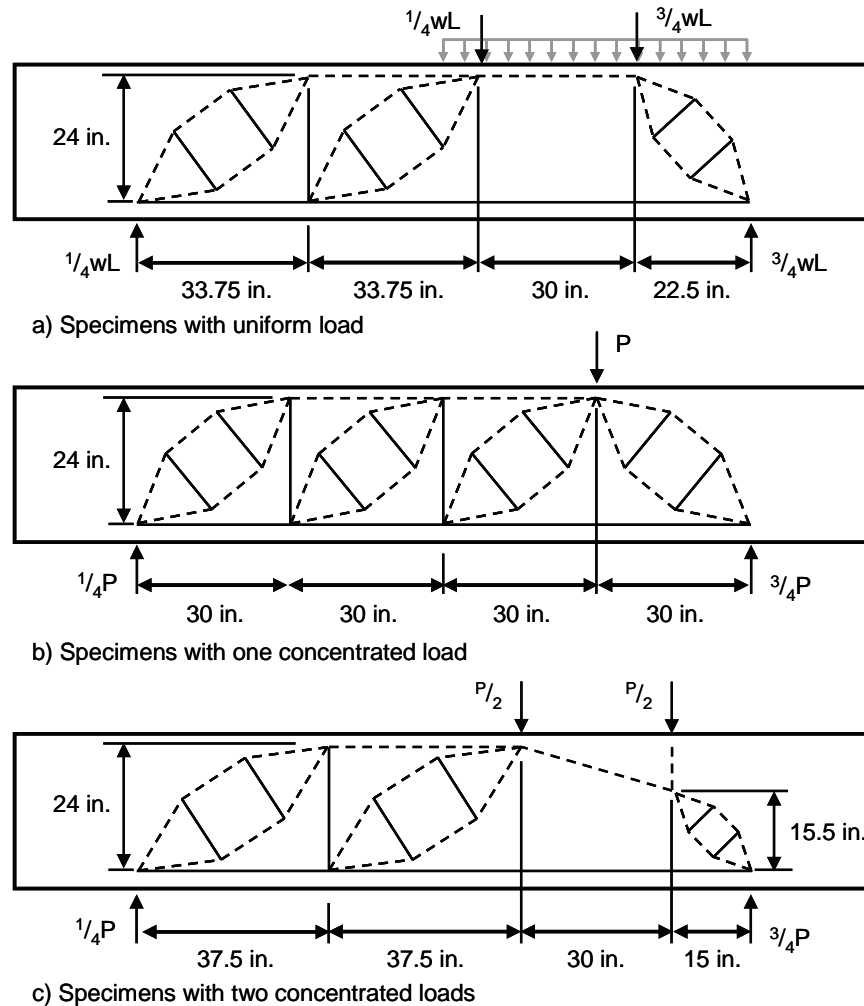 ¹/₄wL ³/₄wL
24 in.
¹/₄wL ³/₄wL
33.75 in. 33.75 in. 30 in. 22.5 in.
a) Specimens with uniform load
P
24 in.
¹/₄P ³/₄P
30 in. 30 in. 30 in. 30 in.
b) Specimens with one concentrated load
ᴾ/₂ ᴾ/₂
24 in.
15.5 in.
¹/₄P ³/₄P
37.5 in. 37.5 in. 30 in. 15 in.
c) Specimens with two concentrated loads